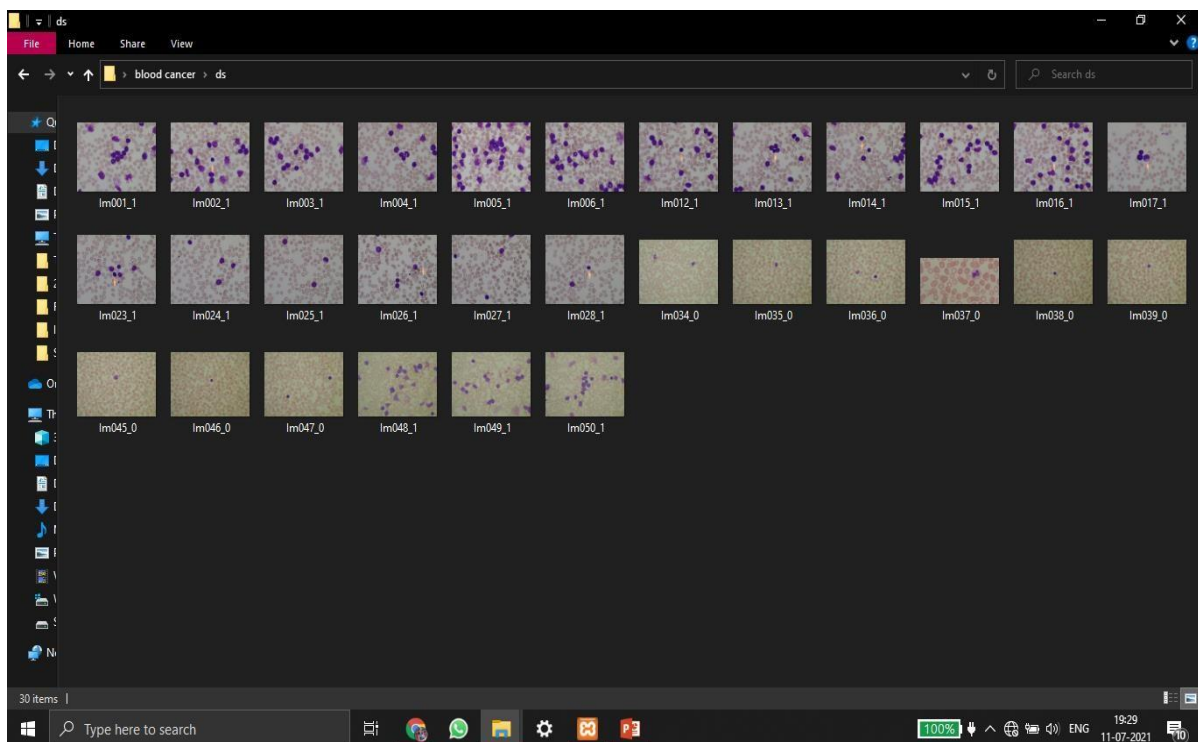 ds
File Home Share View
blood cancer › ds
Search ds
Im001_1 Im002_1 Im003_1 Im004_1 Im005_1 Im006_1 Im012_1 Im013_1 Im014_1 Im015_1 Im016_1 Im017_1
Im023_1 Im024_1 Im025_1 Im026_1 Im027_1 Im028_1 Im034_0 Im035_0 Im036_0 Im037_0 Im038_0 Im039_0
Im045_0 Im046_0 Im047_0 Im048_1 Im049_1 Im050_1
30 items
Type here to search
100% ENG 19:29
11-07-2021
10